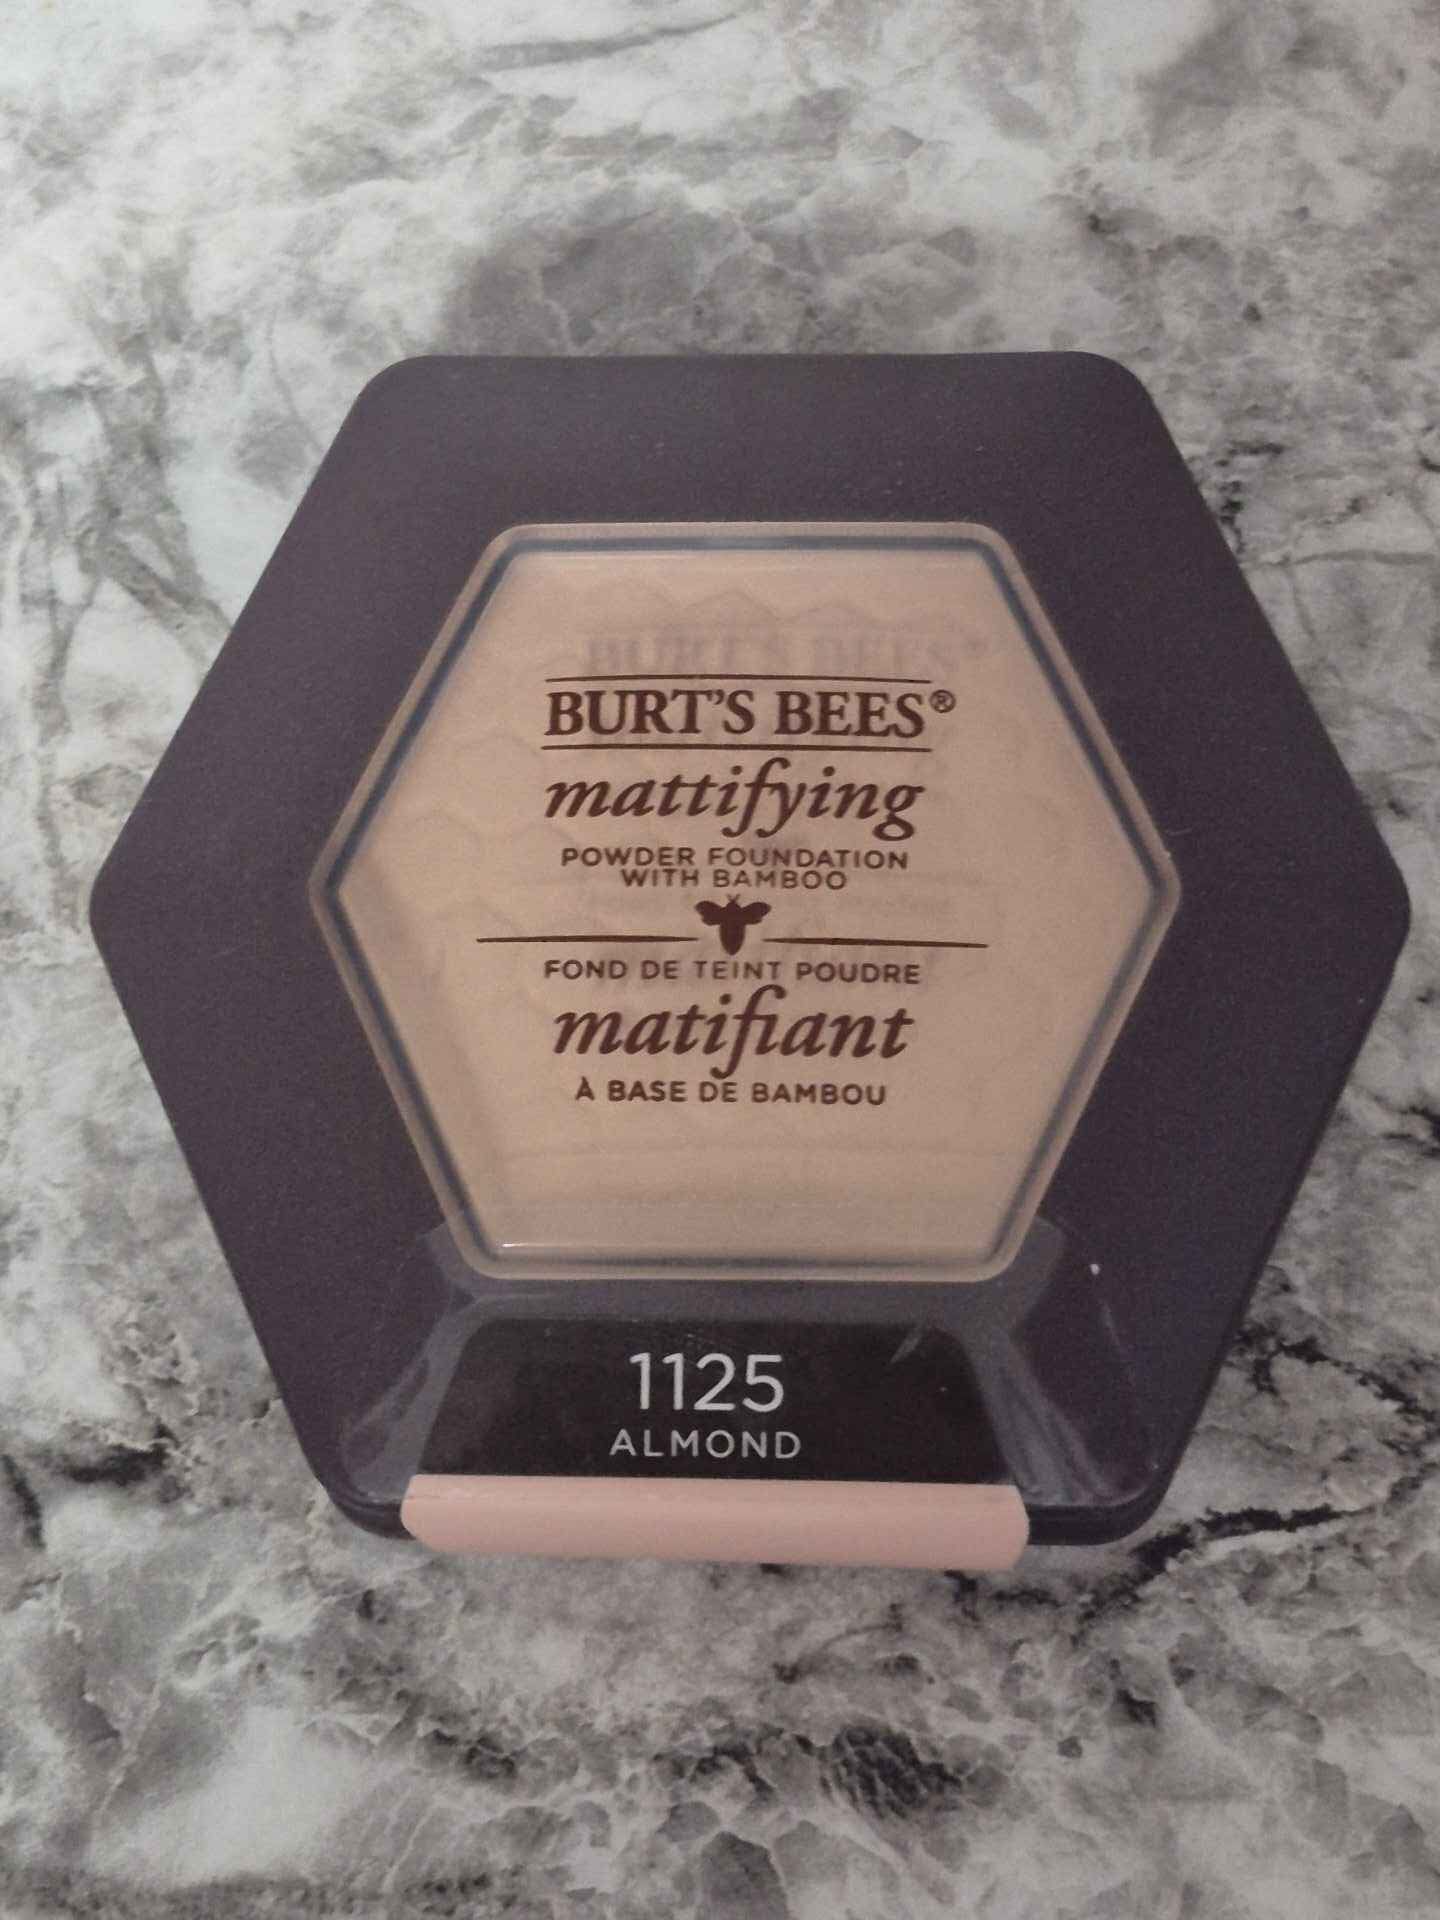 BURT'S BEES®
mattifying
POWDER FOUNDATION
WITH BAMBOO
FOND DE TEINT POUDRE
matifiant
À BASE DE BAMBOU
1125
ALMOND